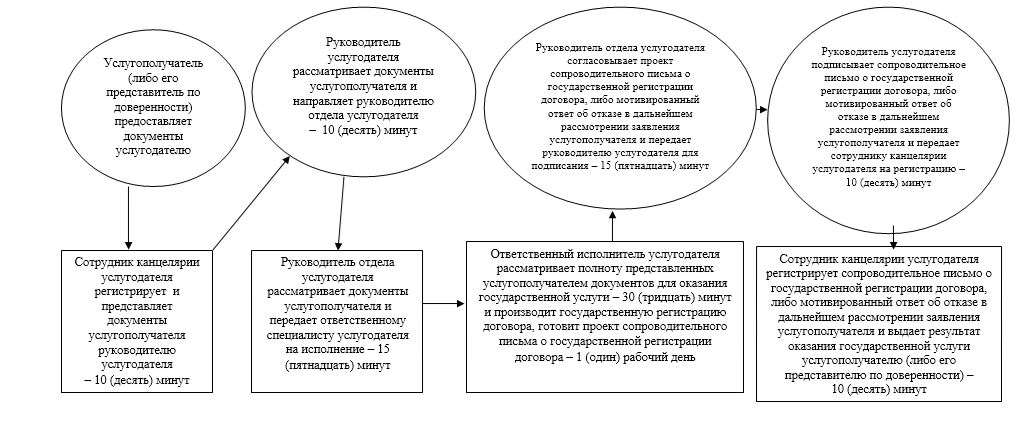 Услугополучатель
(либо его
представитель по
доверенности)
предоставляет
документы
услугодателю
Сотрудник канцелярии
услугодателя
регистрирует и
представляет
документы
услугополучателя
руководителю
услугодателя
– 10 (десять) минут
Руководитель
услугодателя
рассматривает документы
услугополучателя и
направляет руководителю
отдела услугодателя
– 10 (десять) минут
Руководитель отдела
услугодателя
рассматривает документы
услугополучателя и
передает ответственному
специалисту услугодателя
на исполнение – 15
(пятнадцать) минут
Ответственный исполнитель услугодателя
рассматривает полноту представленных
услугополучателем документов для оказания
государственной услуги – 30 (тридцать) минут
и производит государственную регистрацию
договора, готовит проект сопроводительного
письма о государственной регистрации
договора – 1 (один) рабочий день
Руководитель отдела услугодателя
согласовывает проект
сопроводительного письма о
государственной регистрации
договора, либо мотивированный
ответ об отказе в дальнейшем
рассмотрении заявления
услугополучателя и передает
руководителю услугодателя для
подписания – 15 (пятнадцать) минут
Руководитель услугодателя
подписывает сопроводительное
письмо о государственной
регистрации договора, либо
мотивированный ответ об
отказе в дальнейшем
рассмотрении заявления
услугополучателя и передает
сотруднику канцелярии
услугодателя на регистрацию –
10 (десять) минут
Сотрудник канцелярии услугодателя
регистрирует сопроводительное письмо о
государственной регистрации договора,
либо мотивированный ответ об отказе в
дальнейшем рассмотрении заявления
услугополучателя и выдает результат
оказания государственной услуги
услугополучателю (либо его
представителю по доверенности) –
10 (десять) минут